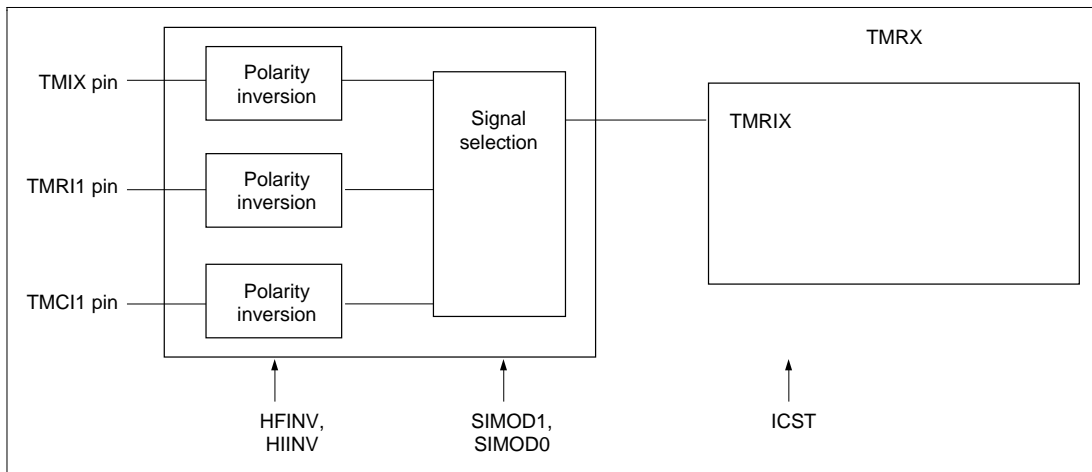 TMRX
TMIX pin
Polarity
inversion
Signal
selection
TMRIX
TMRI1 pin
Polarity
inversion
TMCI1 pin
Polarity
inversion
HFINV,
HIINV
SIMOD1,
SIMOD0
ICST